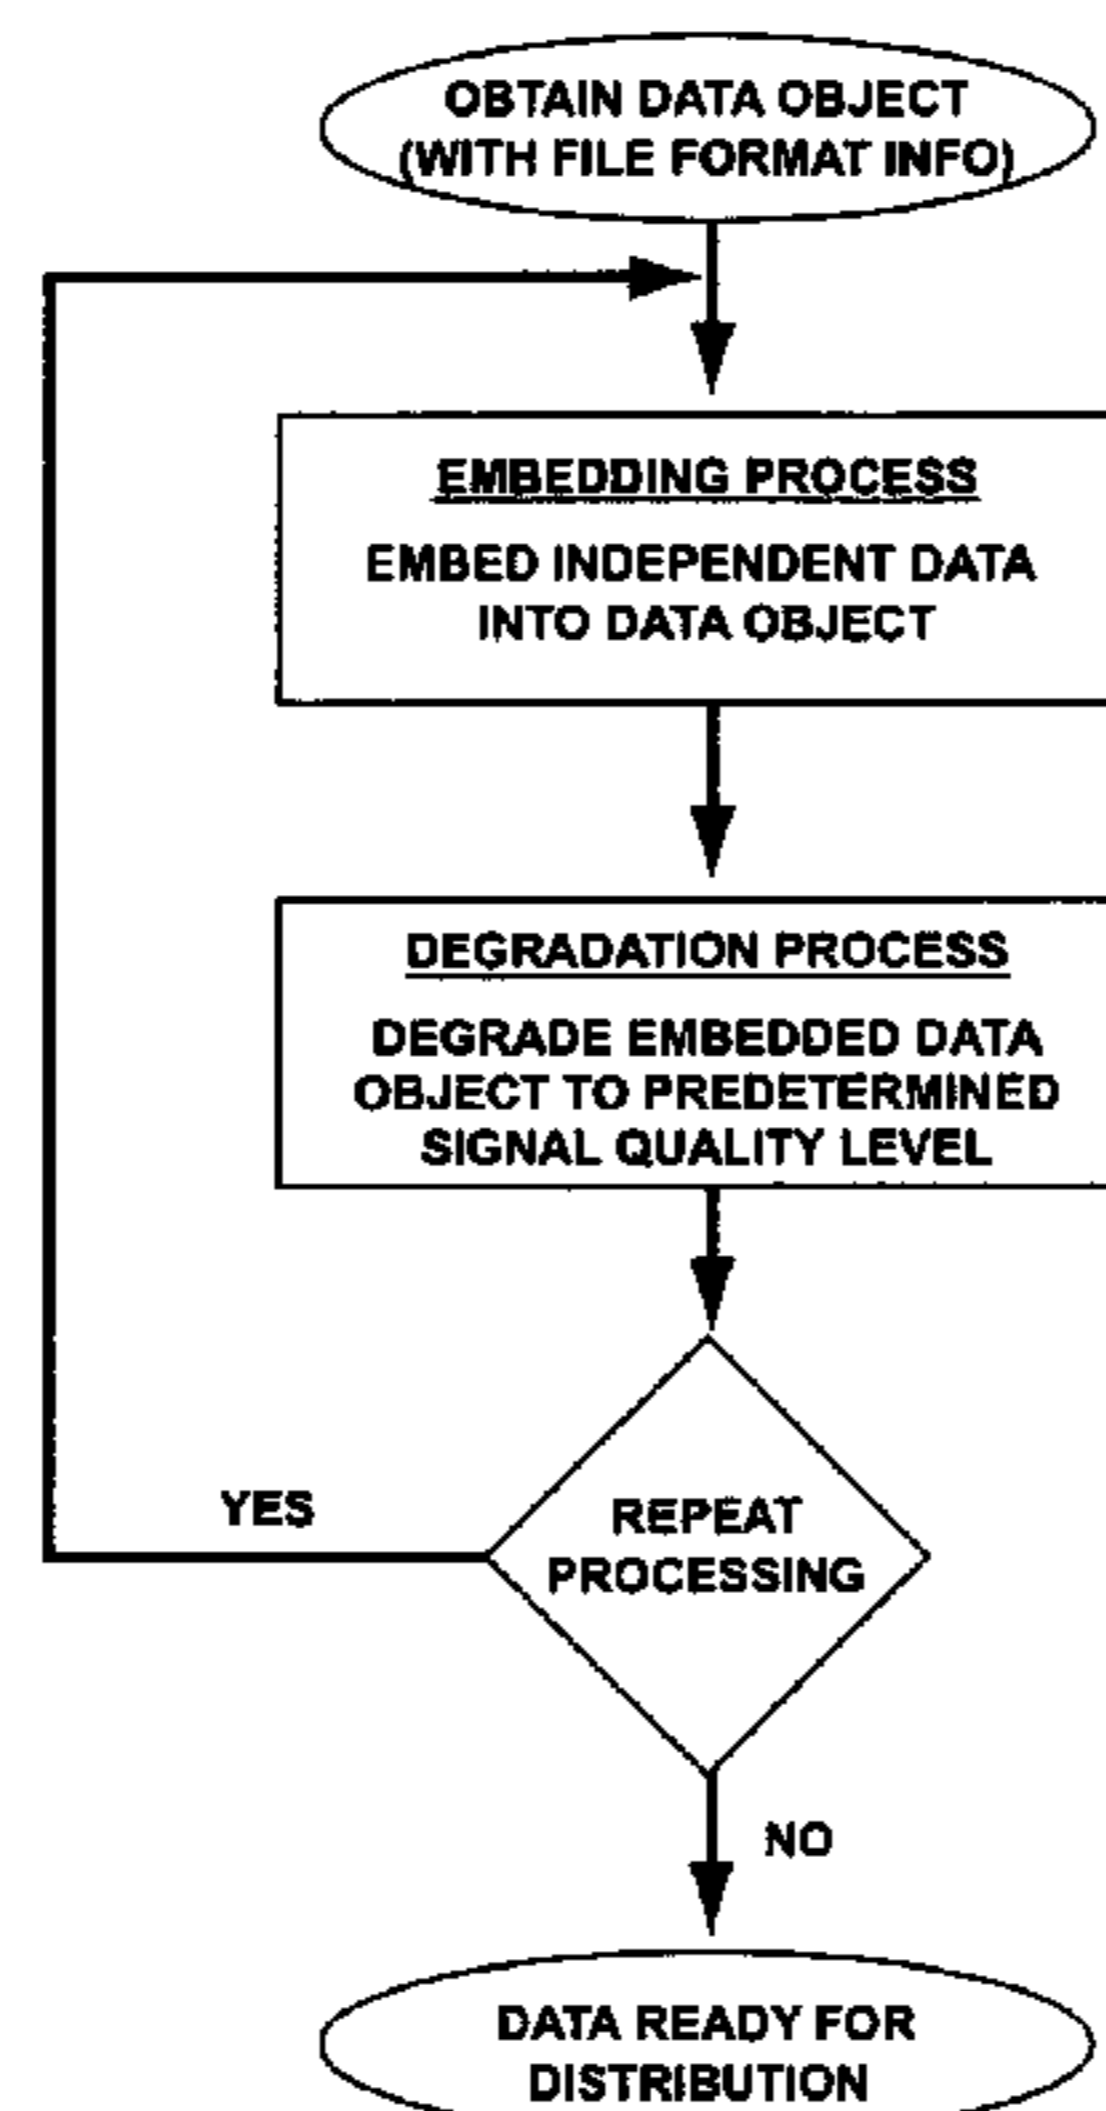 OBTAIN DATA OBJECT
(WITH FILE FORMAT INFO)
EMBEDDING PROCESS
EMBED INDEPENDENT DATA
INTO DATA OBJECT
DEGRADATION PROCESS
DEGRADE EMBEDDED DATA
OBJECT TO PREDETERMINED
SIGNAL QUALITY LEVEL
YES
REPEAT
PROCESSING
NO
DATA READY FOR
DISTRIBUTION